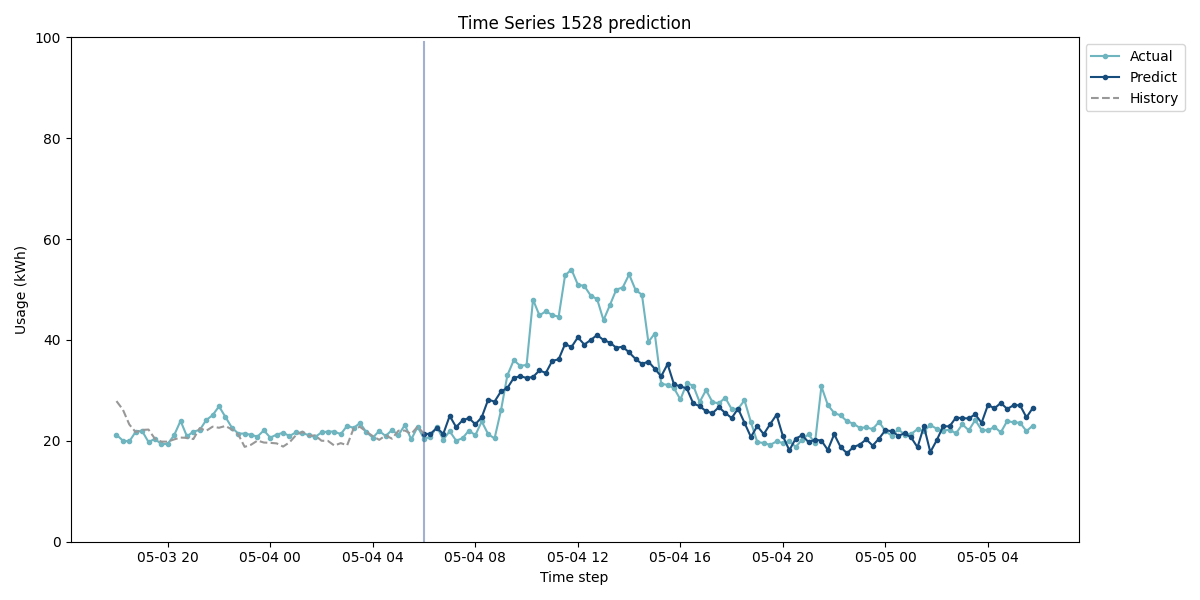 Time Series 1528 prediction
Actual
Predict
History
Usage (kWh)
100
80
60
40
20
0
05-03 20 05-04 00 05-04 04 05-04 08 05-04 12 05-04 16 05-04 20 05-05 00 05-05 04
Time step